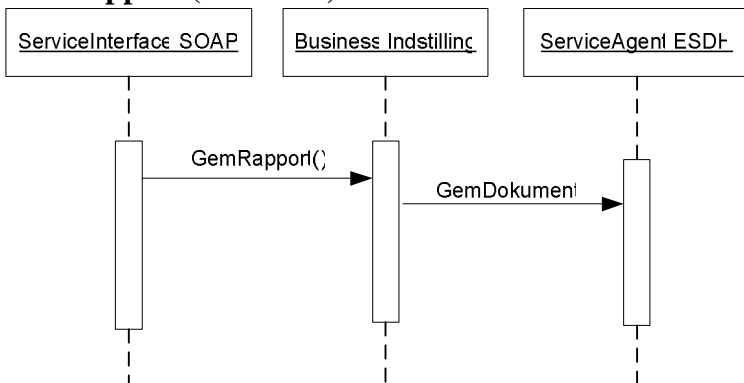 ServiceInterface SOAP
Business Indstilling
ServiceAgent ESDH
GemRapport()
GemDokument